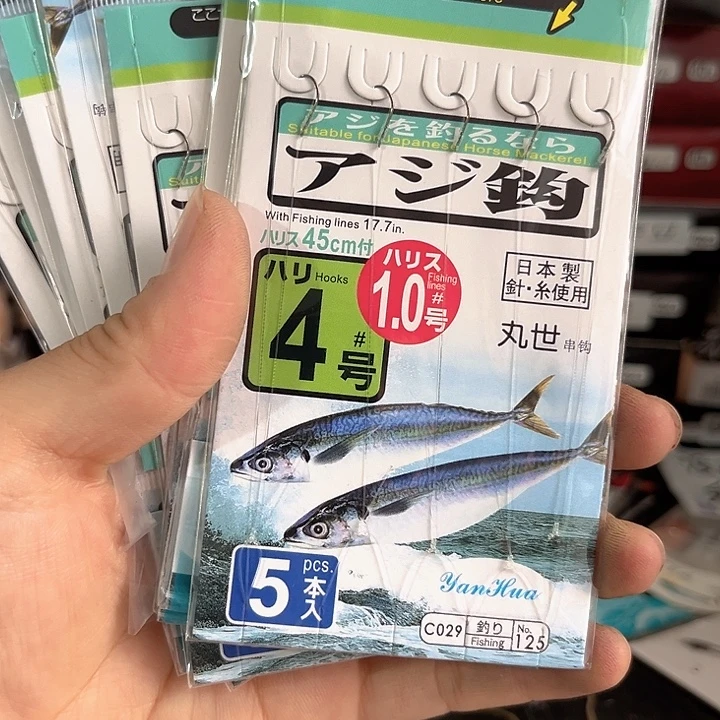 アジを釣るなら
Suitable for Japanese Horse Mackerel.
アジ鈎
With Fishing lines 17.7in.
ハリス45cm付
ハリ Hooks
4#号
ハリス
Fishing lines
1.0#号
日本製
針・糸使用
丸世 串钩
5 pcs. 本入
YanHua
C029 釣り Fishing No. 125